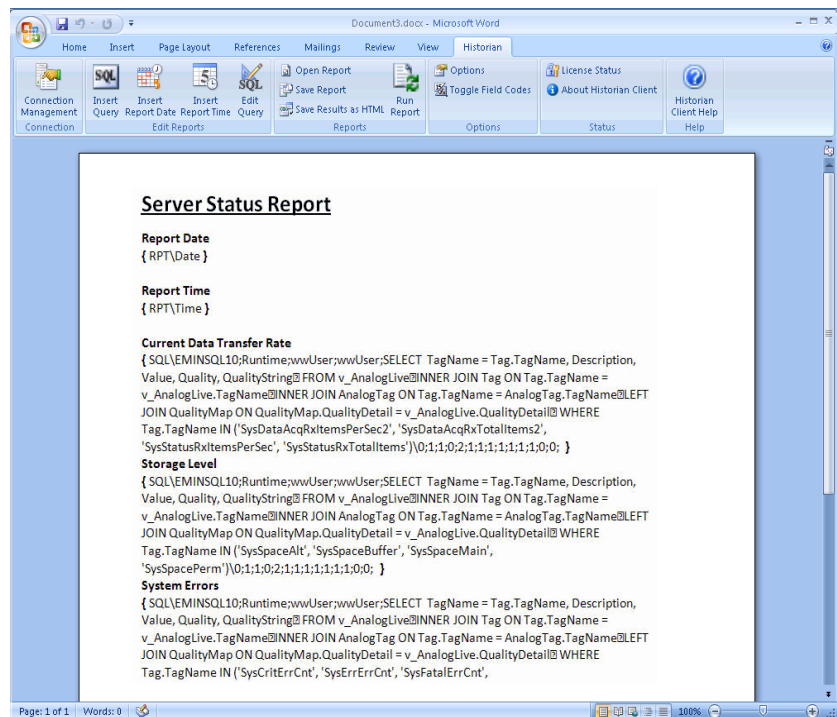 Document3.docx - Microsoft Word
Home Insert Page Layout References Mailings Review View Historian
Connection Management
Connection
SQL
Insert Query
Insert Report Date
5
Insert Report Time
SQL
Edit Query
Edit Reports
Open Report
Save Report
Save Results as HTML
Run Report
Reports
Options
Toggle Field Codes
Options
License Status
About Historian Client
Status
Historian Client Help
Help
Server Status Report
Report Date
{ RPT\Date }
Report Time
{ RPT\Time }
Current Data Transfer Rate
{ SQL\EMINSQL10;Runtime;wwUser;wwUser;SELECT TagName = Tag.TagName, Description,
Value, Quality, QualityString⍰ FROM v_AnalogLive⍰INNER JOIN Tag ON Tag.TagName =
v_AnalogLive.TagName⍰INNER JOIN AnalogTag ON Tag.TagName = AnalogTag.TagName⍰LEFT
JOIN QualityMap ON QualityMap.QualityDetail = v_AnalogLive.QualityDetail⍰ WHERE
Tag.TagName IN ('SysDataAcqRxItemsPerSec2', 'SysDataAcqRxTotalItems2',
'SysStatusRxItemsPerSec', 'SysStatusRxTotalItems')\0;1;1;0;2;1;1;1;1;1;1;1;0;0; }
Storage Level
{ SQL\EMINSQL10;Runtime;wwUser;wwUser;SELECT TagName = Tag.TagName, Description,
Value, Quality, QualityString⍰ FROM v_AnalogLive⍰INNER JOIN Tag ON Tag.TagName =
v_AnalogLive.TagName⍰INNER JOIN AnalogTag ON Tag.TagName = AnalogTag.TagName⍰LEFT
JOIN QualityMap ON QualityMap.QualityDetail = v_AnalogLive.QualityDetail⍰ WHERE
Tag.TagName IN ('SysSpaceAlt', 'SysSpaceBuffer', 'SysSpaceMain',
'SysSpacePerm')\0;1;1;0;2;1;1;1;1;1;1;1;0;0; }
System Errors
{ SQL\EMINSQL10;Runtime;wwUser;wwUser;SELECT TagName = Tag.TagName, Description,
Value, Quality, QualityString⍰ FROM v_AnalogLive⍰INNER JOIN Tag ON Tag.TagName =
v_AnalogLive.TagName⍰INNER JOIN AnalogTag ON Tag.TagName = AnalogTag.TagName⍰LEFT
JOIN QualityMap ON QualityMap.QualityDetail = v_AnalogLive.QualityDetail⍰ WHERE
Tag.TagName IN ('SysCritErrCnt', 'SysErrErrCnt', 'SysFatalErrCnt',
Page: 1 of 1 Words: 0 100%